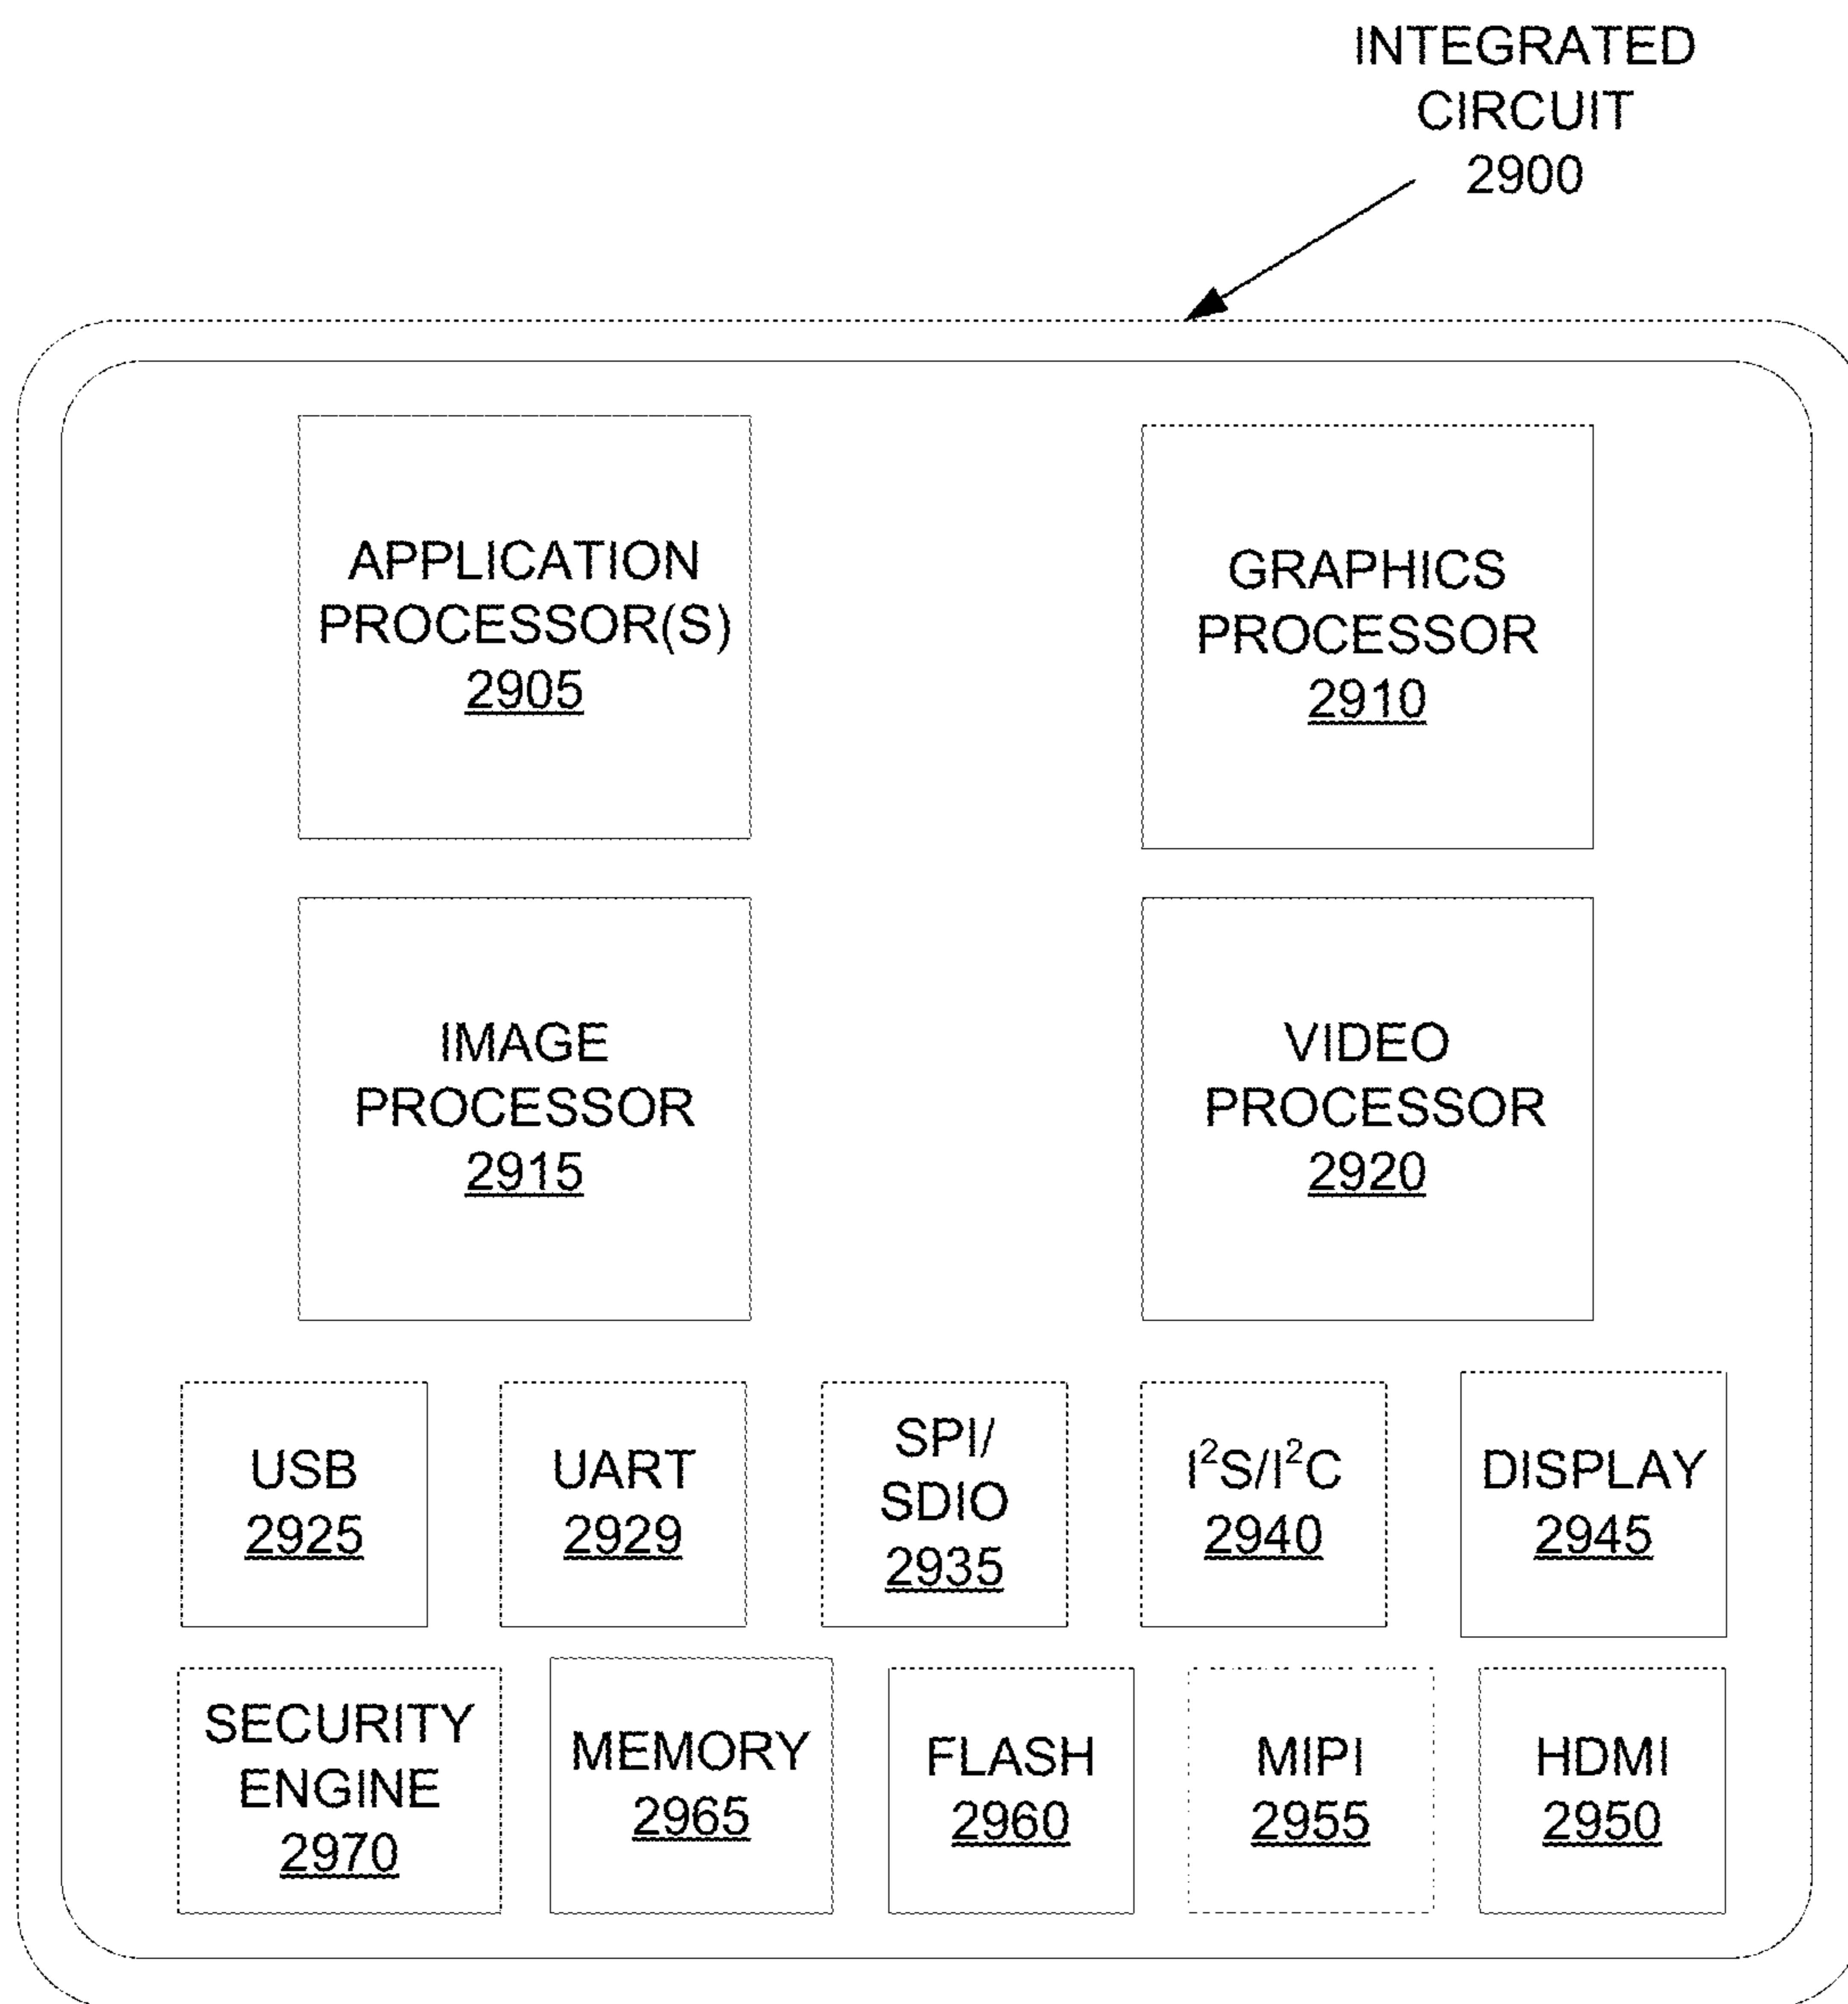 INTEGRATED
CIRCUIT
2900
APPLICATION
PROCESSOR(S)
2905
GRAPHICS
PROCESSOR
2910
IMAGE
PROCESSOR
2915
VIDEO
PROCESSOR
2920
USB
2925
UART
2929
SPI/
SDIO
2935
I²S/I²C
2940
DISPLAY
2945
SECURITY
ENGINE
2970
MEMORY
2965
FLASH
2960
MIPI
2955
HDMI
2950